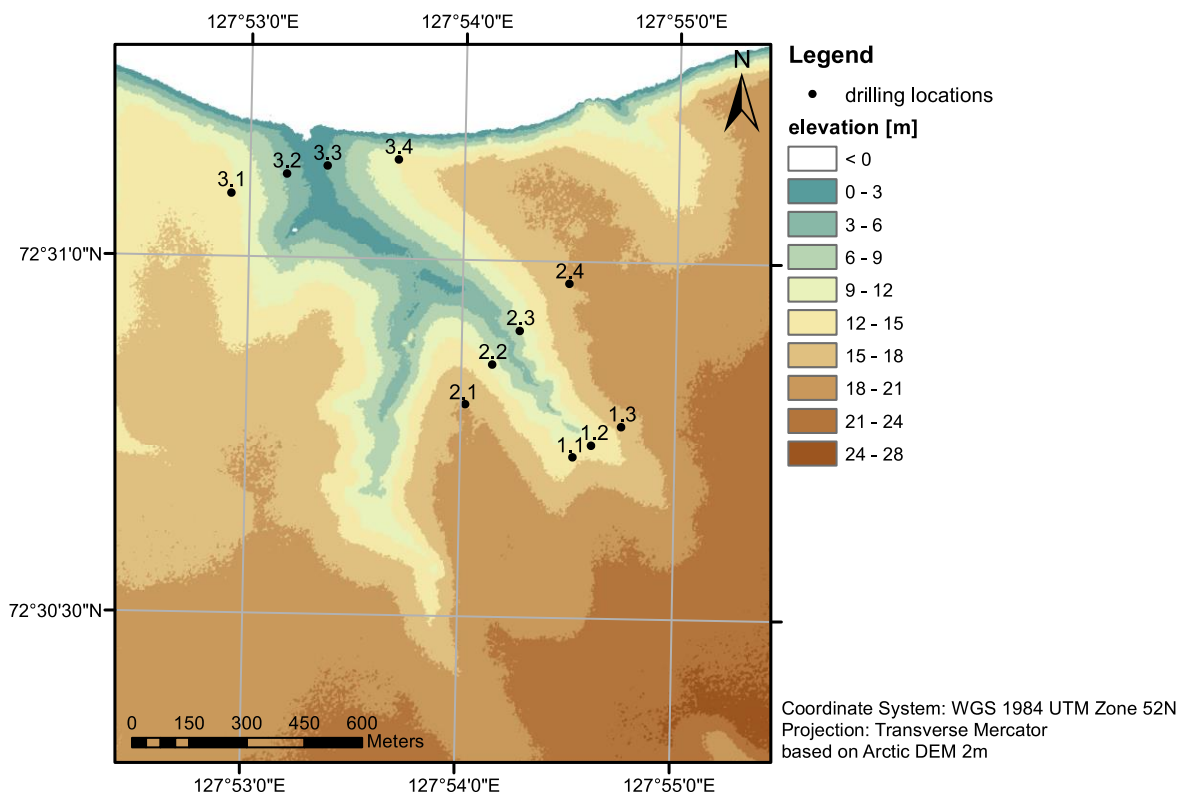 127°53'0"E 127°54'0"E 127°55'0"E
N
3.1
3.2
3.3
3.4
72°31'0"N
2.4
2.3
2.2
2.1
1.3
1.2
1.1
72°30'30"N
0 150 300 450 600
Meters
127°53'0"E 127°54'0"E 127°55'0"E
Legend
drilling locations
elevation [m]
< 0
0 - 3
3 - 6
6 - 9
9 - 12
12 - 15
15 - 18
18 - 21
21 - 24
24 - 28
Coordinate System: WGS 1984 UTM Zone 52N
Projection: Transverse Mercator
based on Arctic DEM 2m